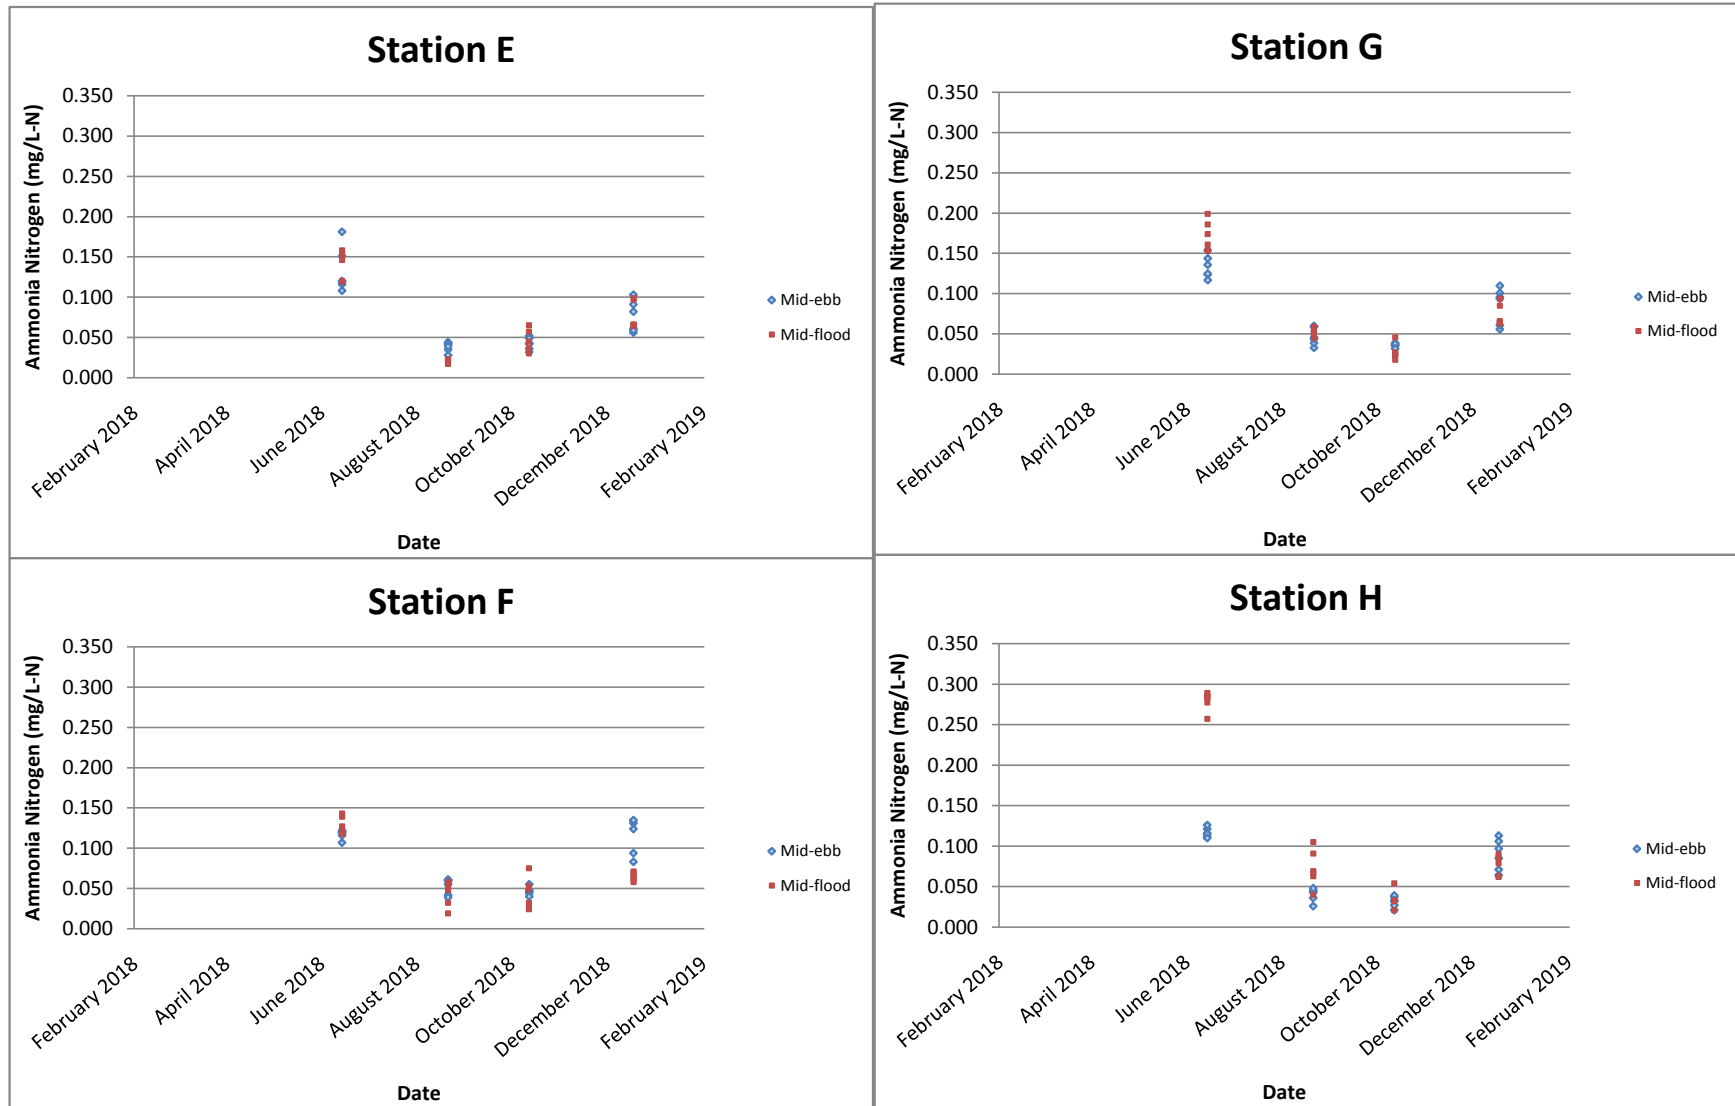 Station E
Ammonia Nitrogen (mg/L-N)
0.350
0.300
0.250
0.200
0.150
0.100
0.050
0.000
February 2018
April 2018
June 2018
August 2018
October 2018
December 2018
February 2019
Date
Mid-ebb
Mid-flood
Station G
Ammonia Nitrogen (mg/L-N)
0.350
0.300
0.250
0.200
0.150
0.100
0.050
0.000
February 2018
April 2018
June 2018
August 2018
October 2018
December 2018
February 2019
Date
Mid-ebb
Mid-flood
Station F
Ammonia Nitrogen (mg/L-N)
0.350
0.300
0.250
0.200
0.150
0.100
0.050
0.000
February 2018
April 2018
June 2018
August 2018
October 2018
December 2018
February 2019
Date
Mid-ebb
Mid-flood
Station H
Ammonia Nitrogen (mg/L-N)
0.350
0.300
0.250
0.200
0.150
0.100
0.050
0.000
February 2018
April 2018
June 2018
August 2018
October 2018
December 2018
February 2019
Date
Mid-ebb
Mid-flood